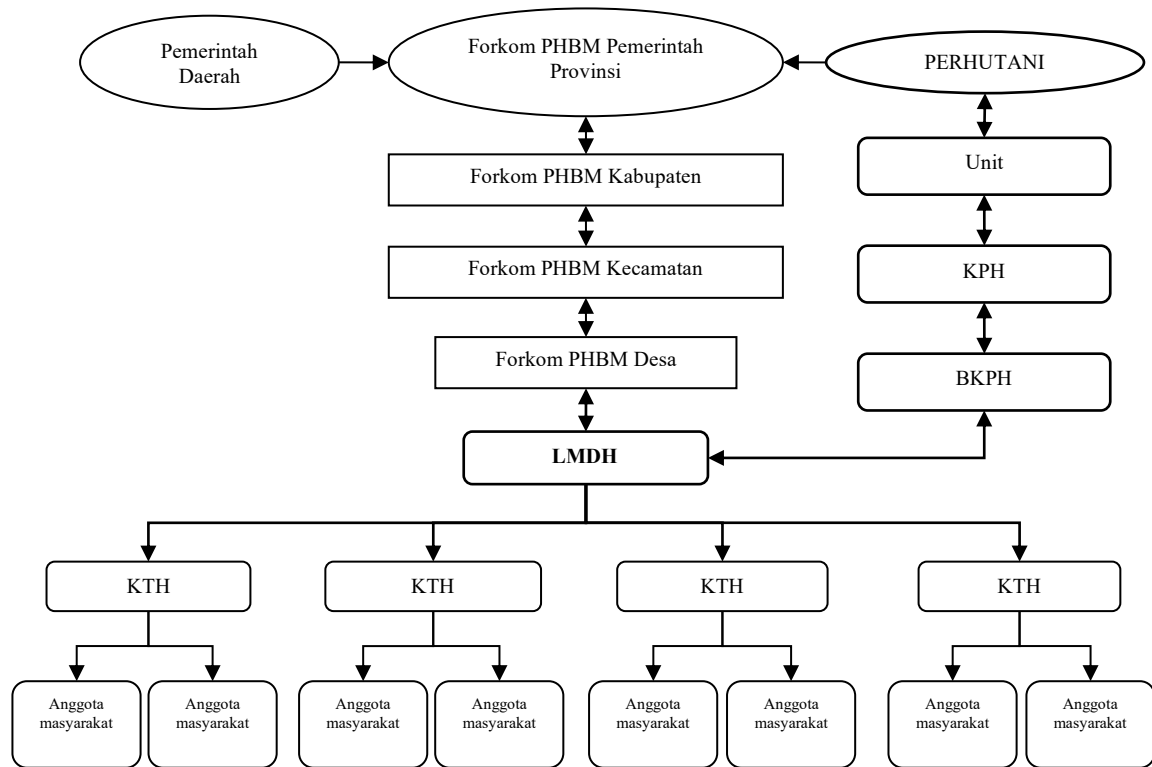 Pemerintah
Daerah
Forkom PHBM Pemerintah
Provinsi
PERHUTANI
Forkom PHBM Kabupaten
Unit
Forkom PHBM Kecamatan
KPH
Forkom PHBM Desa
BKPH
LMDH
KTH
KTH
KTH
KTH
Anggota
masyarakat
Anggota
masyarakat
Anggota
masyarakat
Anggota
masyarakat
Anggota
masyarakat
Anggota
masyarakat
Anggota
masyarakat
Anggota
masyarakat